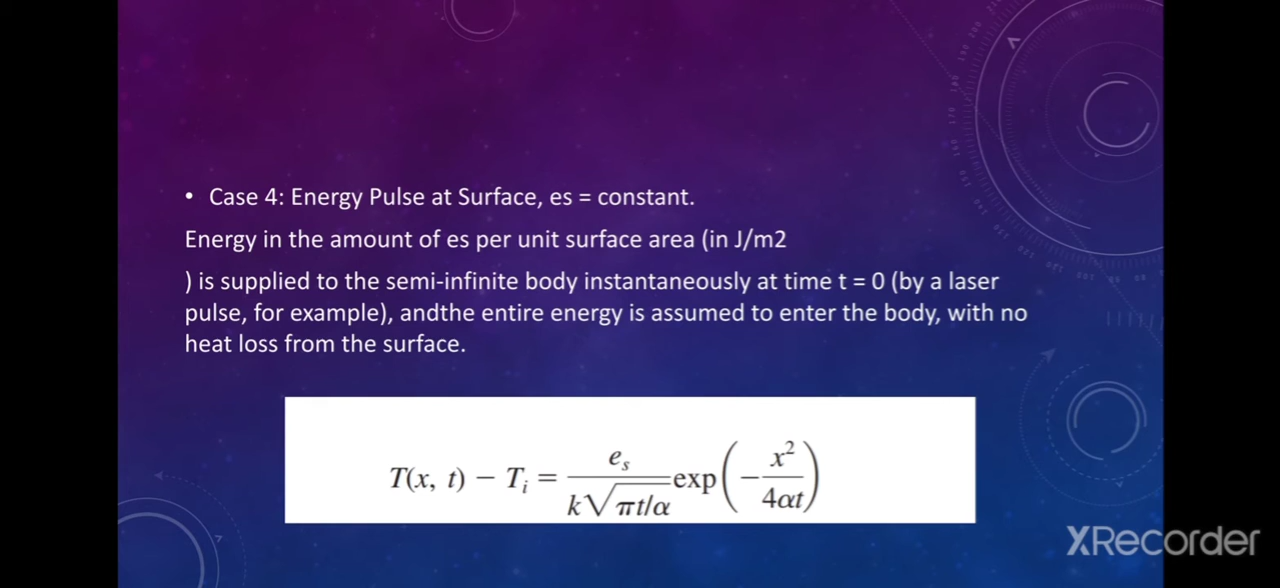 • Case 4: Energy Pulse at Surface, es = constant.
Energy in the amount of es per unit surface area (in J/m2
) is supplied to the semi-infinite body instantaneously at time t = 0 (by a laser
pulse, for example), andthe entire energy is assumed to enter the body, with no
heat loss from the surface.
T(x, t) − T_i = e_s / (k√(πt/α)) exp(−x²/(4αt))
XRecorder